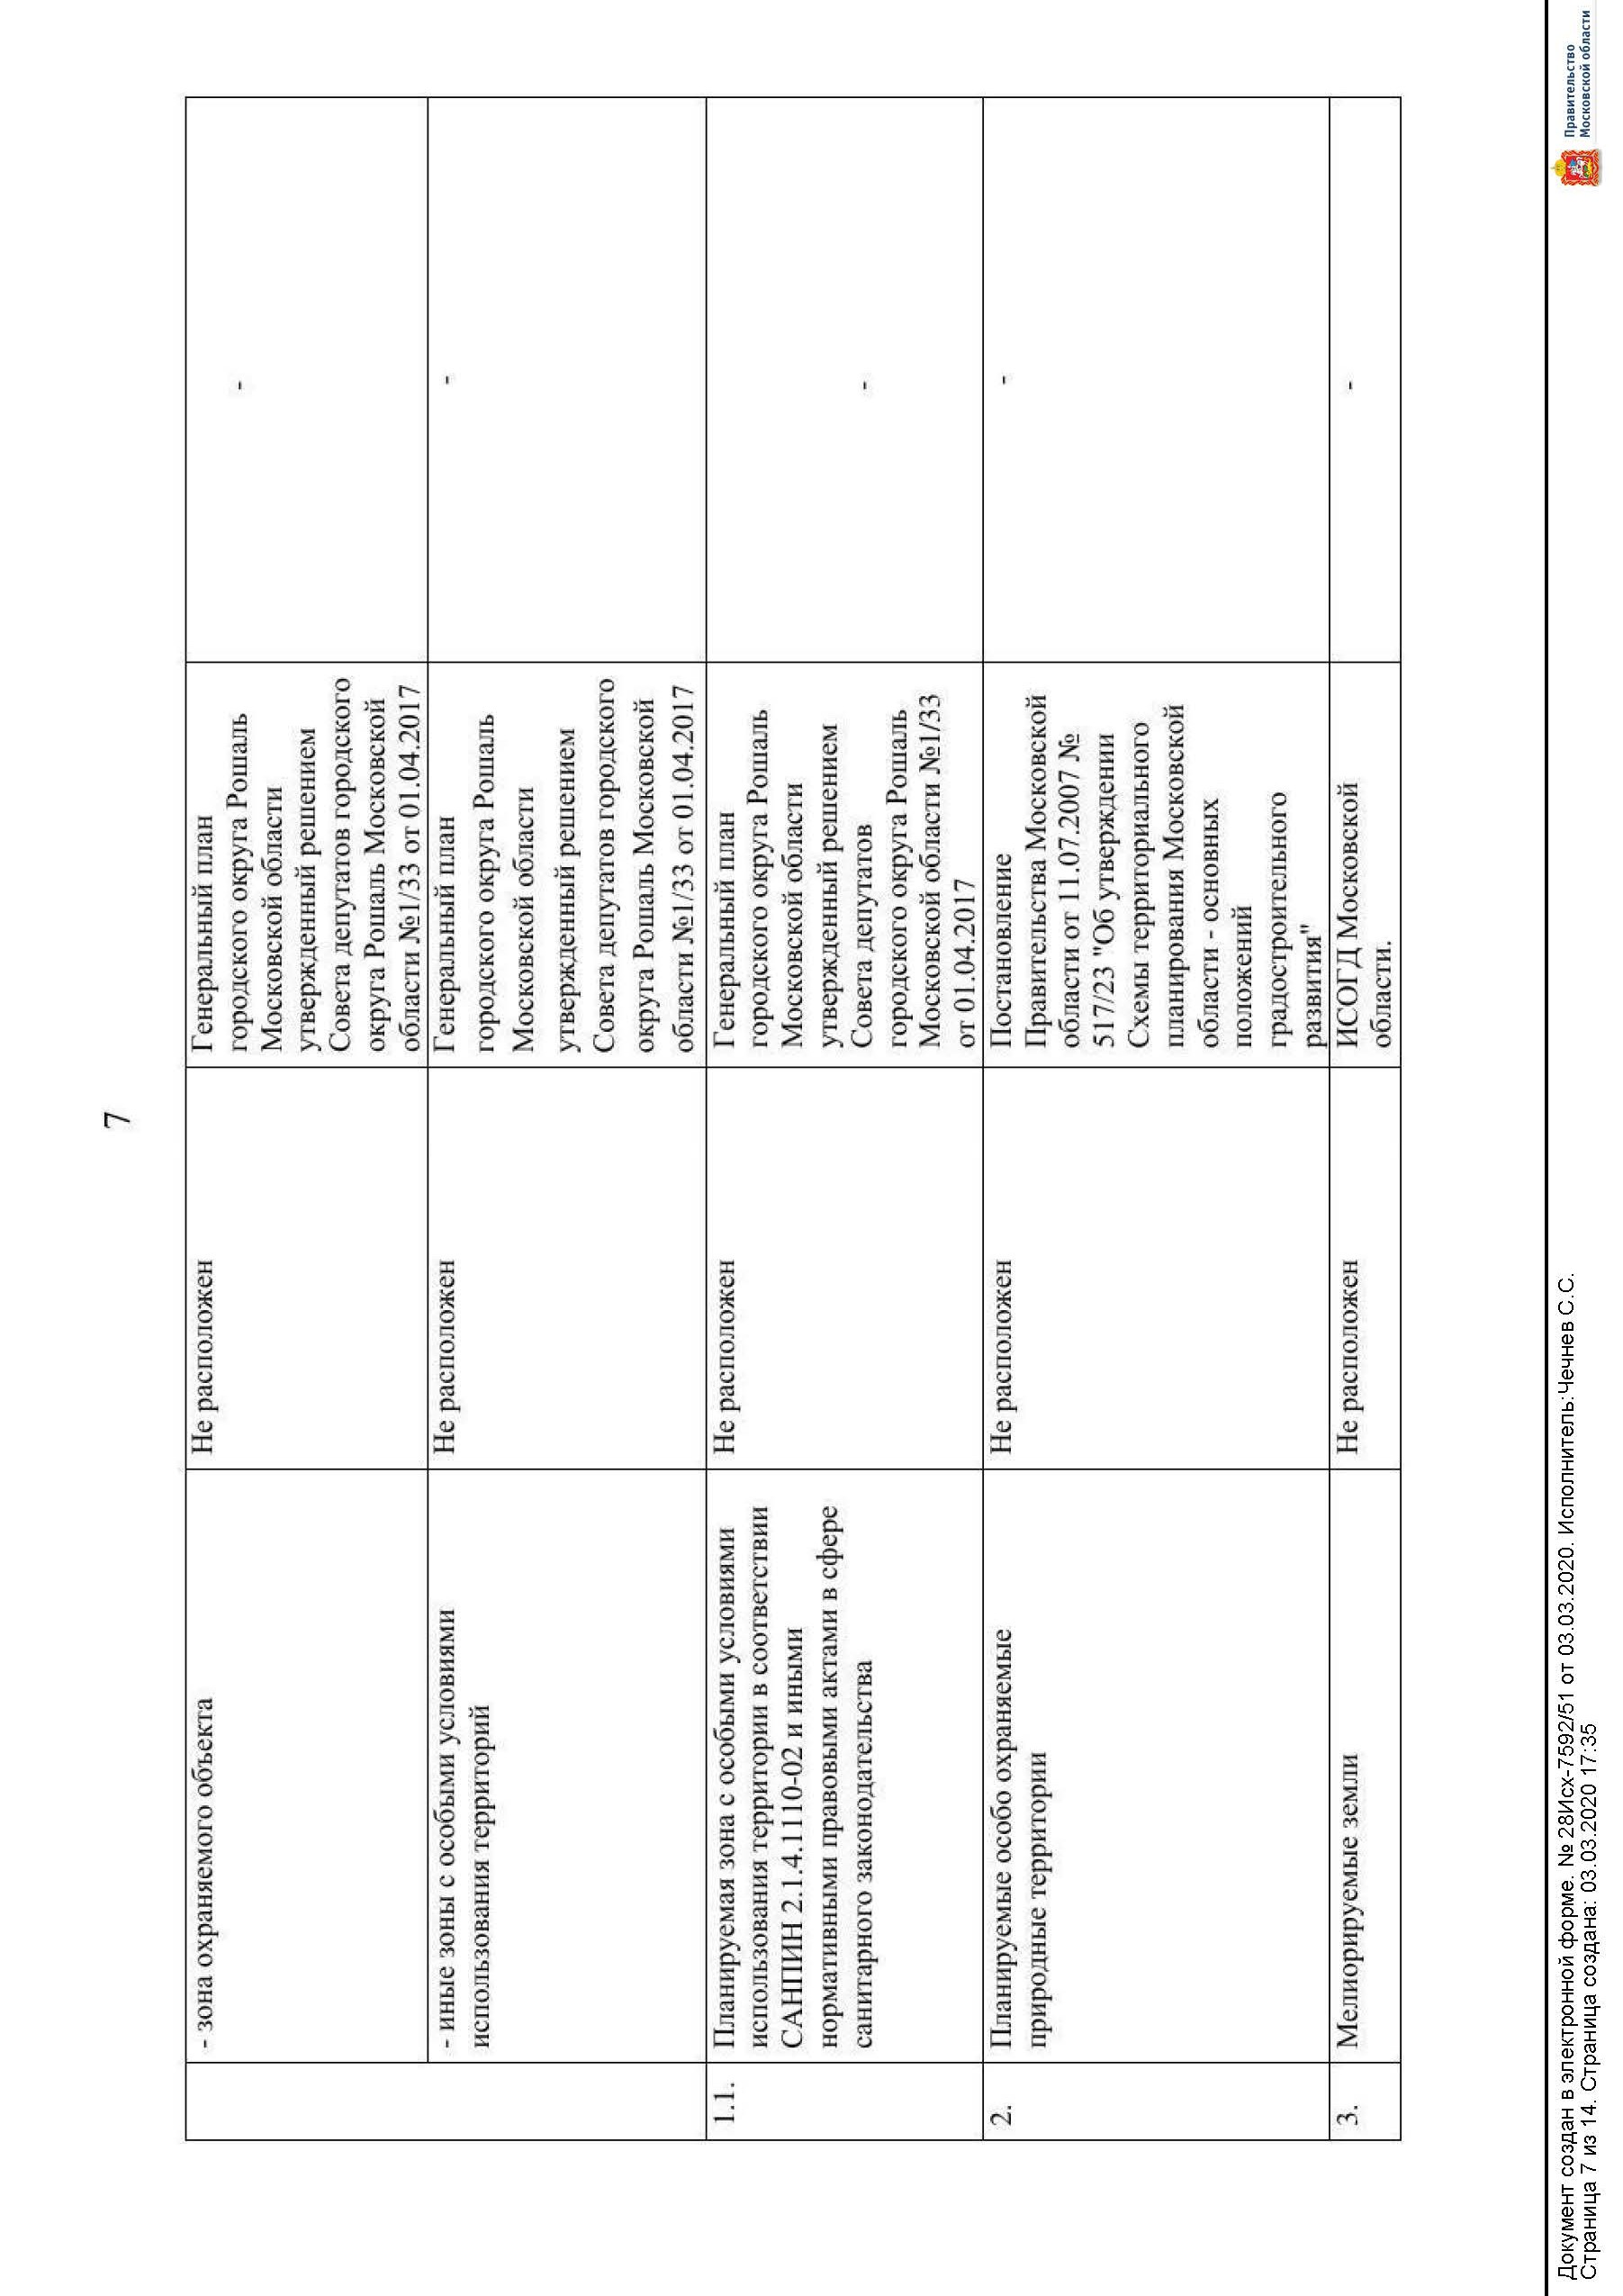 7
- зона охраняемого объекта
Не расположен
Генеральный план
городского округа Рошаль
Московской области
утвержденный решением
Совета депутатов городского
округа Рошаль Московской
области №1/33 от 01.04.2017
-
- иные зоны с особыми условиями
использования территорий
Не расположен
Генеральный план
городского округа Рошаль
Московской области
утвержденный решением
Совета депутатов городского
округа Рошаль Московской
области №1/33 от 01.04.2017
-
1.1.
Планируемая зона с особыми условиями
использования территории в соответствии
САНПИН 2.1.4.1110-02 и иными
нормативными правовыми актами в сфере
санитарного законодательства
Не расположен
Генеральный план
городского округа Рошаль
Московской области
утвержденный решением
Совета депутатов
городского округа Рошаль
Московской области №1/33
от 01.04.2017
-
2.
Планируемые особо охраняемые
природные территории
Не расположен
Постановление
Правительства Московской
области от 11.07.2007 №
517/23 "Об утверждении
Схемы территориального
планирования Московской
области - основных
положений
градостроительного
развития"
-
3.
Мелиорируемые земли
Не расположен
ИСОГД Московской
области.
-
Документ создан в электронной форме. № 28Исх-7592/51 от 03.03.2020. Исполнитель:Чечнев С.С.
Страница 7 из 14. Страница создана: 03.03.2020 17:35
Правительство
Московской области